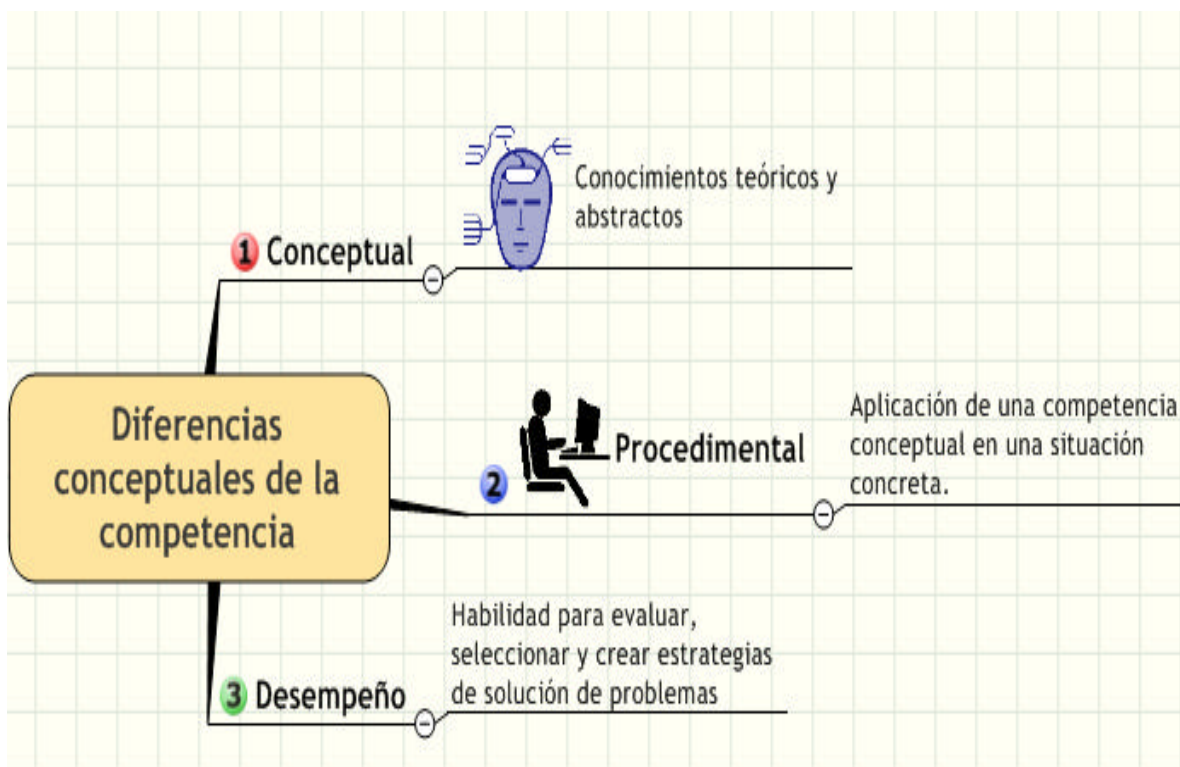 Conocimientos teóricos y
abstractos
1 Conceptual
Diferencias
conceptuales de la
competencia
Aplicación de una competencia
conceptual en una situación
concreta.
2 Procedimental
Habilidad para evaluar,
seleccionar y crear estrategias
de solución de problemas
3 Desempeño